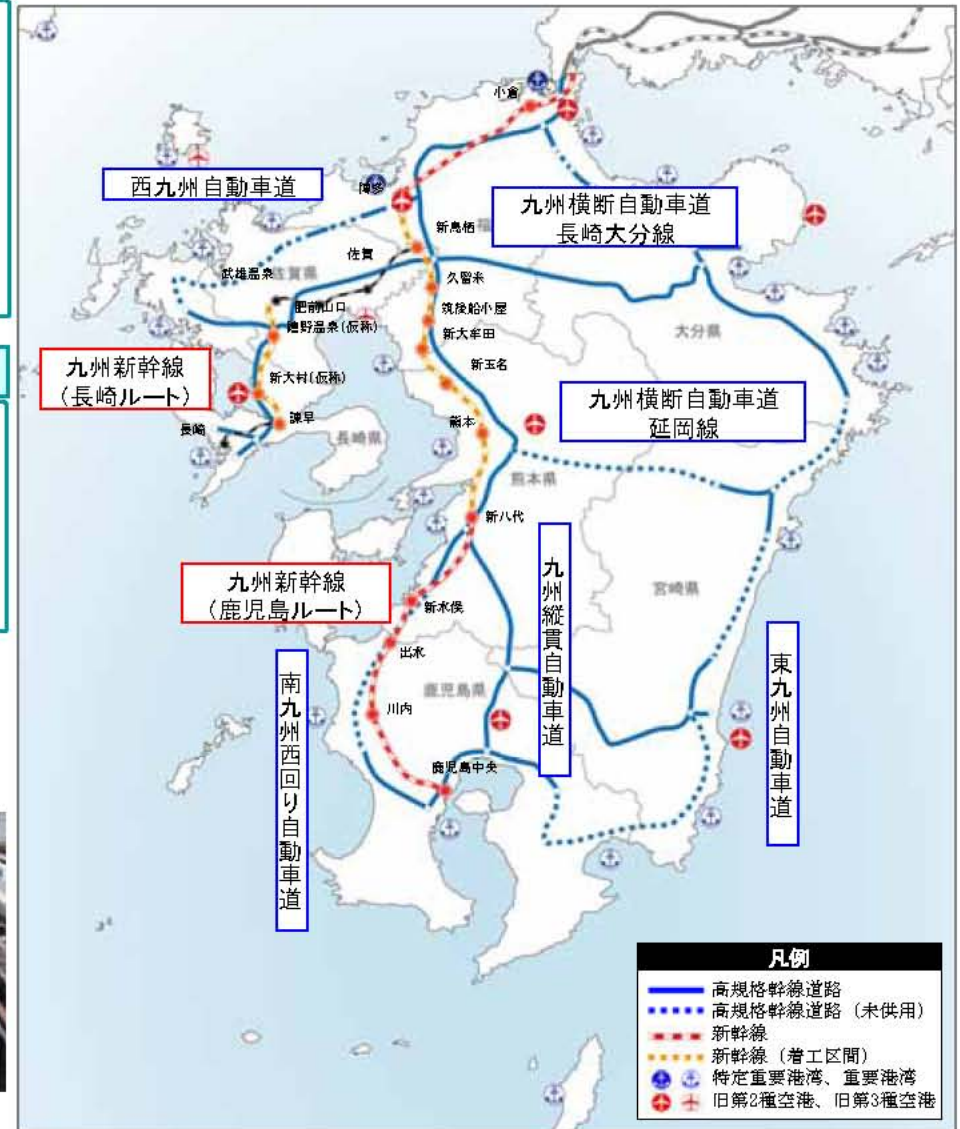 小倉
西九州自動車道
博多
九州横断自動車道
長崎大分線
新鳥栖
福
佐賀
武雄温泉
佐賀県
久留米
肥前山口
筑後船小屋
大分県
嬉野温泉(仮称)
新大牟田
九州新幹線
(長崎ルート)
新玉名
新大村(仮称)
九州横断自動車道
延岡線
諫早
熊本
長崎
長崎県
熊本県
新八代
九州新幹線
(鹿児島ルート)
九州縦貫自動車道
宮崎県
新水俣
出水
東九州自動車道
南九州西回り自動車道
鹿児島県
川内
鹿児島中央
凡例
高規格幹線道路
高規格幹線道路(未供用)
新幹線
新幹線(着工区間)
特定重要港湾、重要港湾
旧第2種空港、旧第3種空港